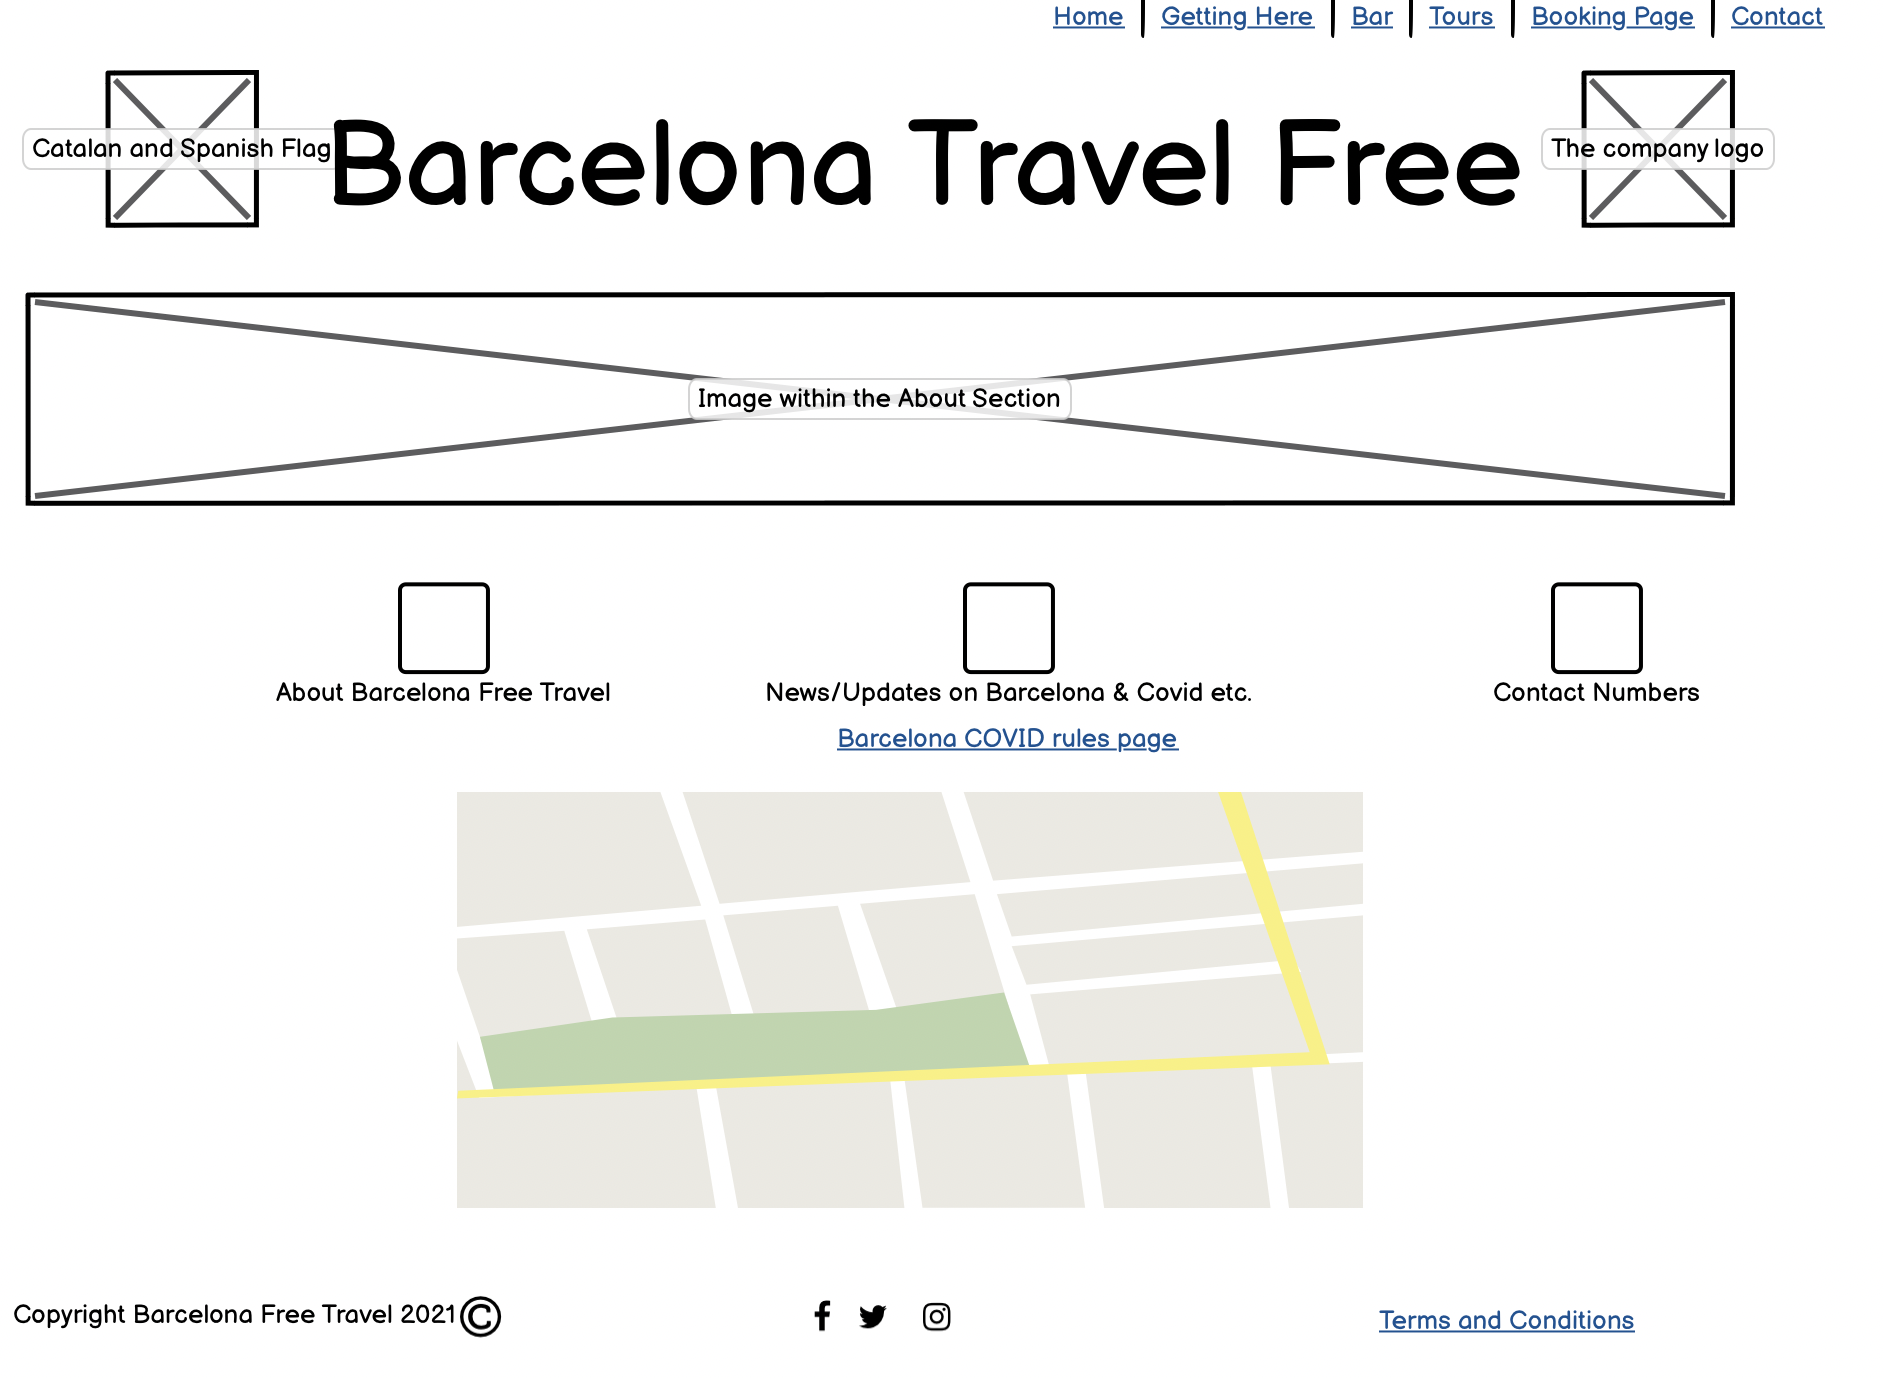 Home | Getting Here | Bar | Tours | Booking Page | Contact
Catalan and Spanish Flag
Barcelona Travel Free
The company logo
Image within the About Section
About Barcelona Free Travel
News/Updates on Barcelona & Covid etc.
Contact Numbers
Barcelona COVID rules page
Copyright Barcelona Free Travel 2021 ©
Terms and Conditions